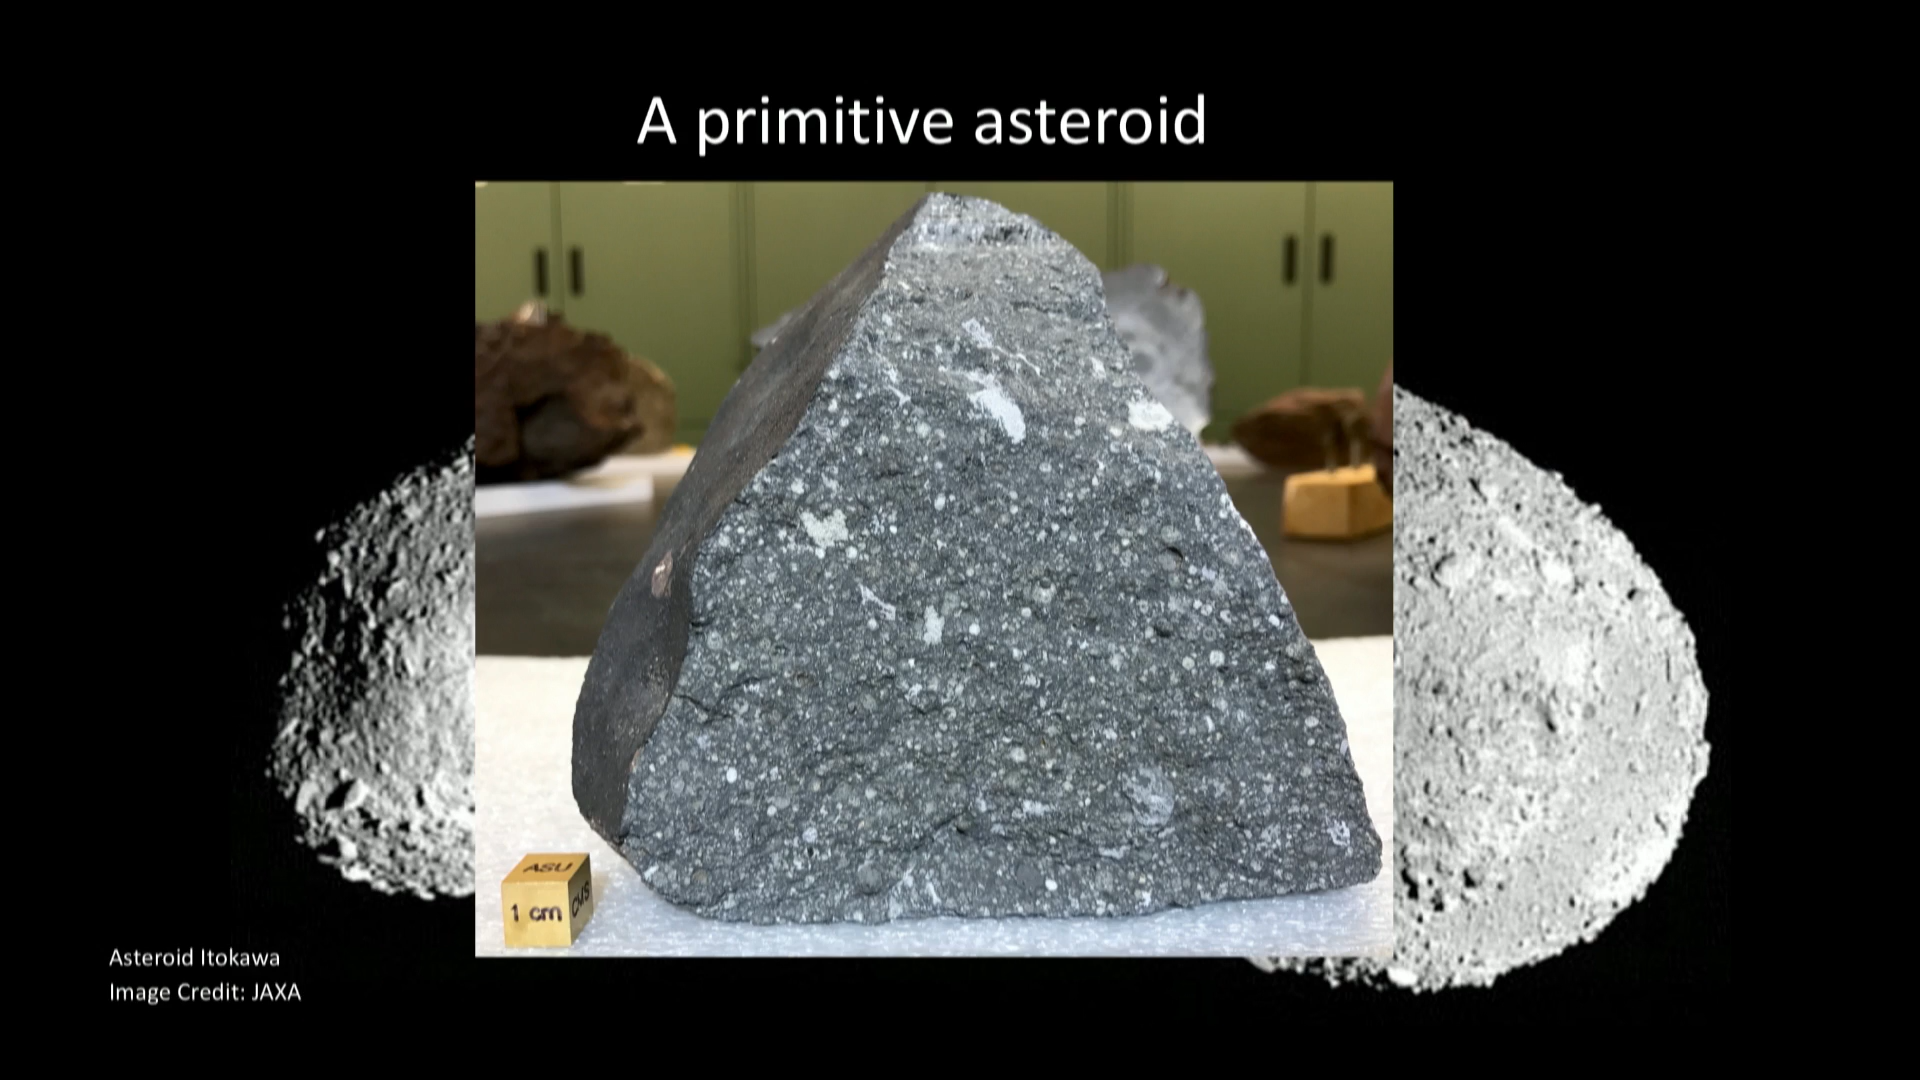 A primitive asteroid
ASU
1 cm
CMS
Asteroid Itokawa
Image Credit: JAXA